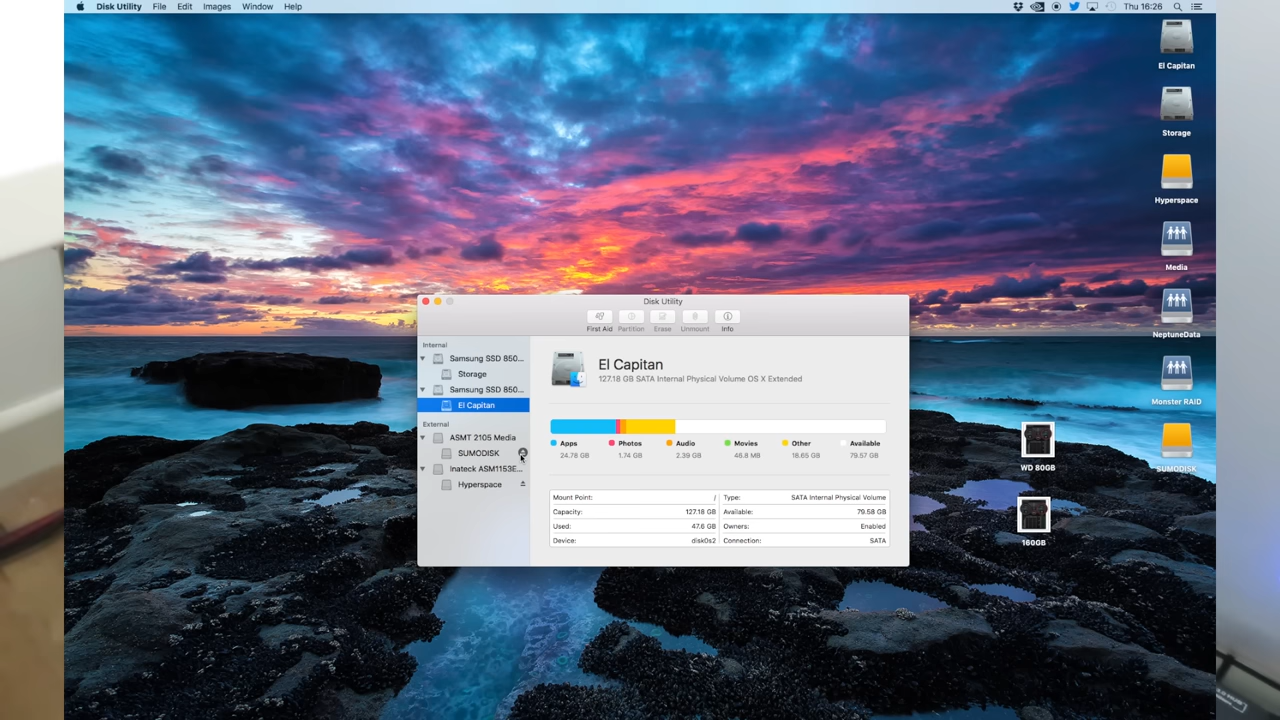 Disk Utility File Edit Images Window Help Thu 16:26
El Capitan
Storage
Hyperspace
Media
NeptuneData
Monster RAID
SUMODISK
WD 80GB
160GB
Disk Utility
First Aid Partition Erase Unmount Info
Internal
Samsung SSD 850...
Storage
Samsung SSD 850...
El Capitan
External
ASMT 2105 Media
SUMODISK
Inateck ASM1153E...
Hyperspace
El Capitan
127.18 GB SATA Internal Physical Volume OS X Extended
Apps Photos Audio Movies Other Available
24.78 GB 1.74 GB 2.39 GB 46.8 MB 18.65 GB 79.57 GB
Mount Point: / Type: SATA Internal Physical Volume
Capacity: 127.18 GB Available: 79.58 GB
Used: 47.6 GB Owners: Enabled
Device: disk0s2 Connection: SATA